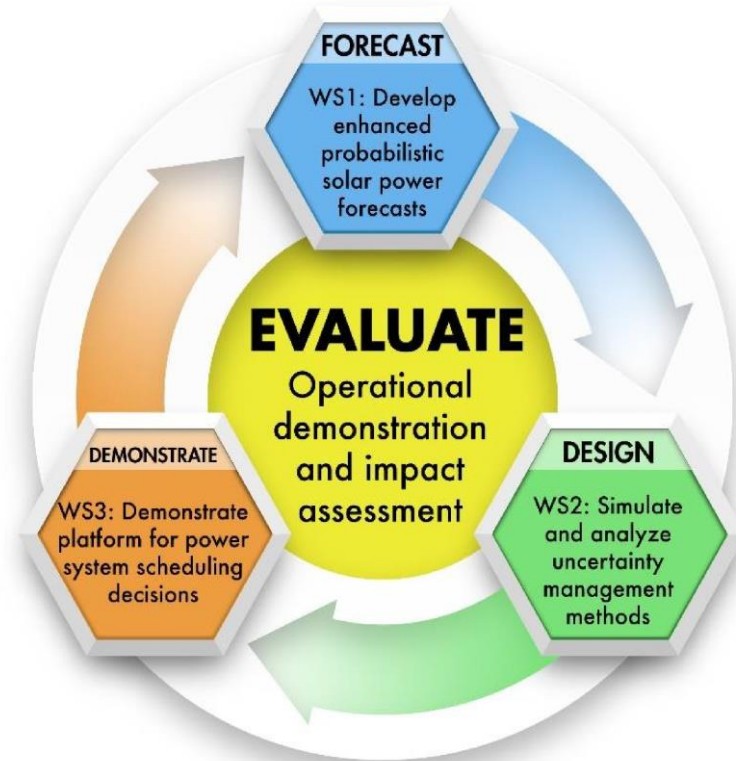 FORECAST
WS1: Develop
enhanced
probabilistic
solar power
forecasts
EVALUATE
Operational
demonstration
and impact
assessment
DEMONSTRATE
WS3: Demonstrate
platform for power
system scheduling
decisions
DESIGN
WS2: Simulate
and analyze
uncertainty
management
methods